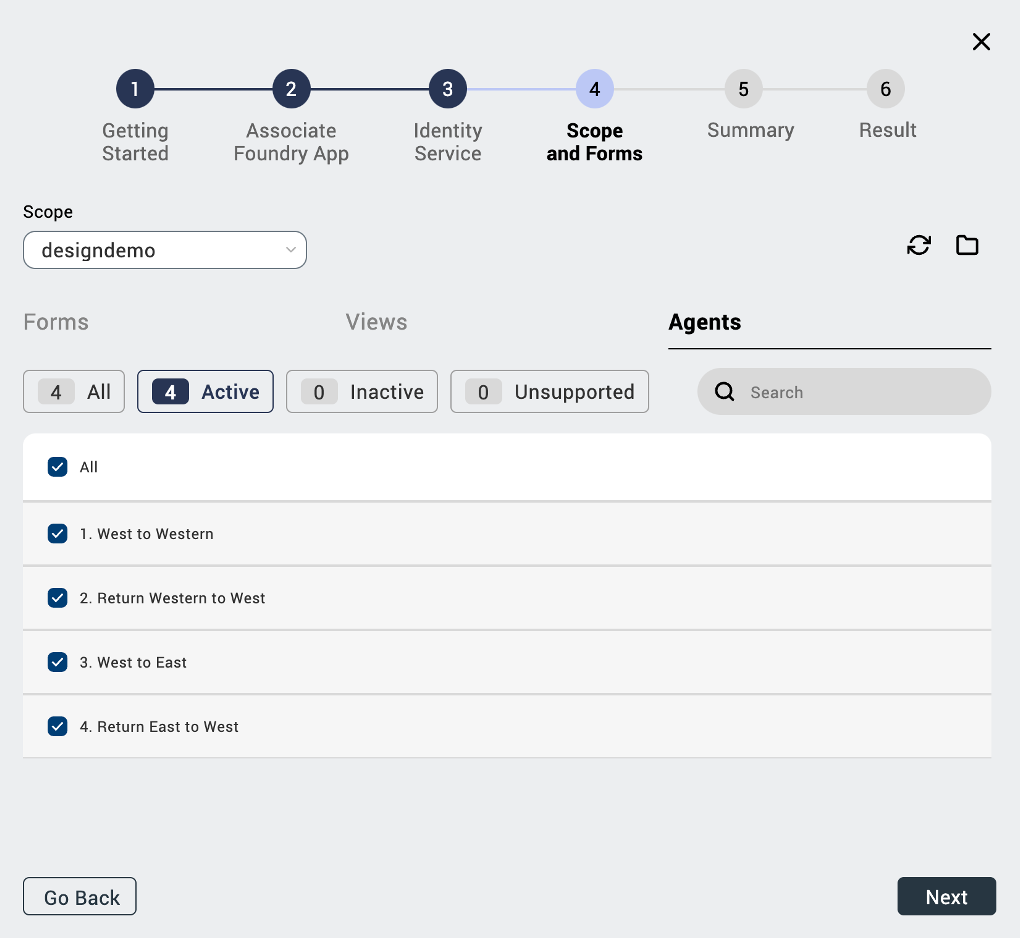 1 2 3 4 5 6
Getting Started
Associate Foundry App
Identity Service
Scope and Forms
Summary
Result
Scope
designdemo
Forms Views Agents
4 All 4 Active 0 Inactive 0 Unsupported Search
All
1. West to Western
2. Return Western to West
3. West to East
4. Return East to West
Go Back Next